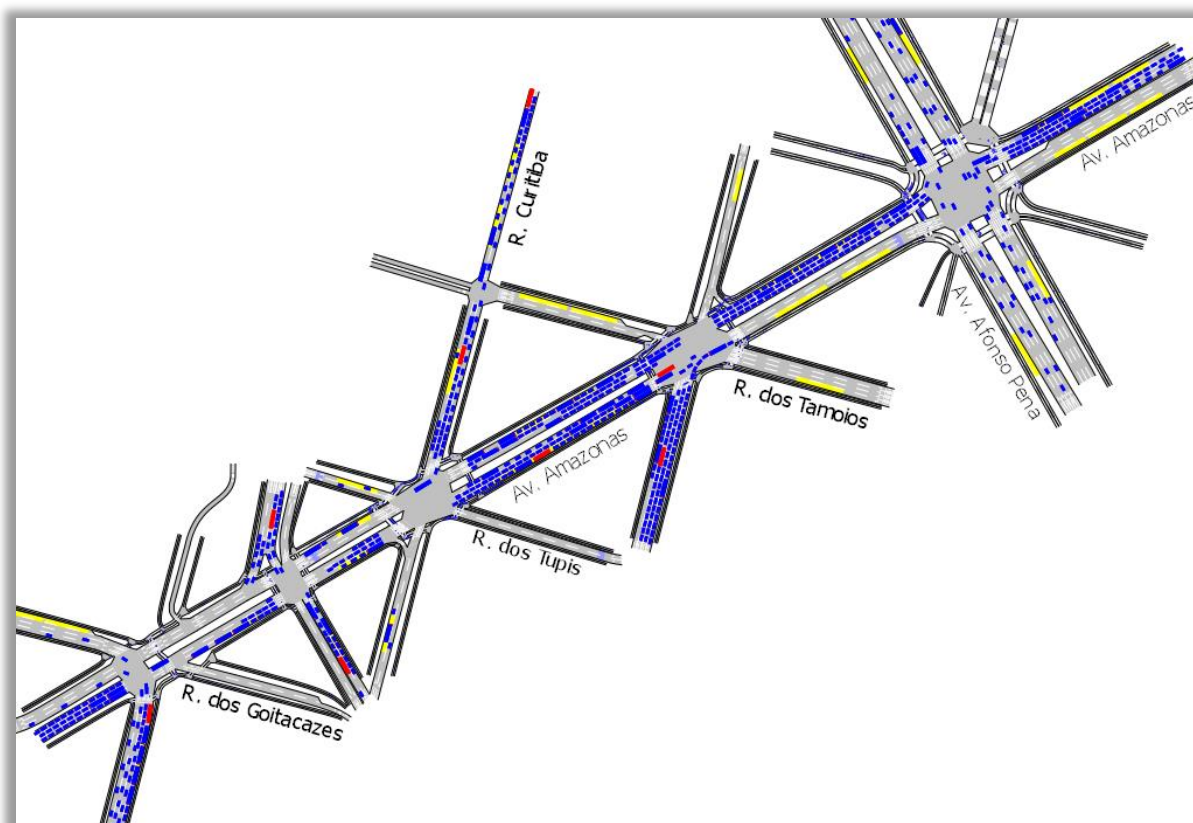 Av. Amazonas
R. Curitiba
Av. Afonso Pena
R. dos Tamoios
Av. Amazonas
R. dos Tupis
R. dos Goitacazes